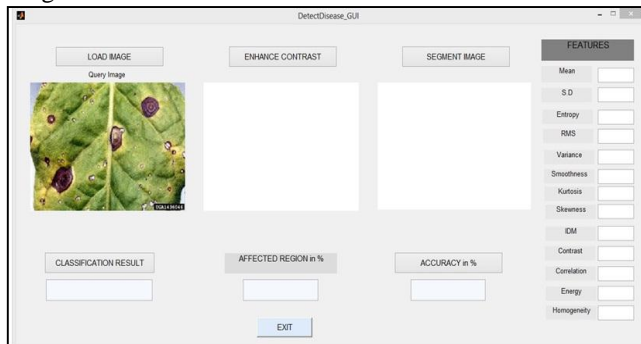 DetectDisease_GUI
LOAD IMAGE
ENHANCE CONTRAST
SEGMENT IMAGE
Query Image
FEATURES
Mean
S.D
Entropy
RMS
Variance
Smoothness
Kurtosis
Skewness
IDM
Contrast
Correlation
Energy
Homogeneity
CLASSIFICATION RESULT
AFFECTED REGION in %
ACCURACY in %
EXIT